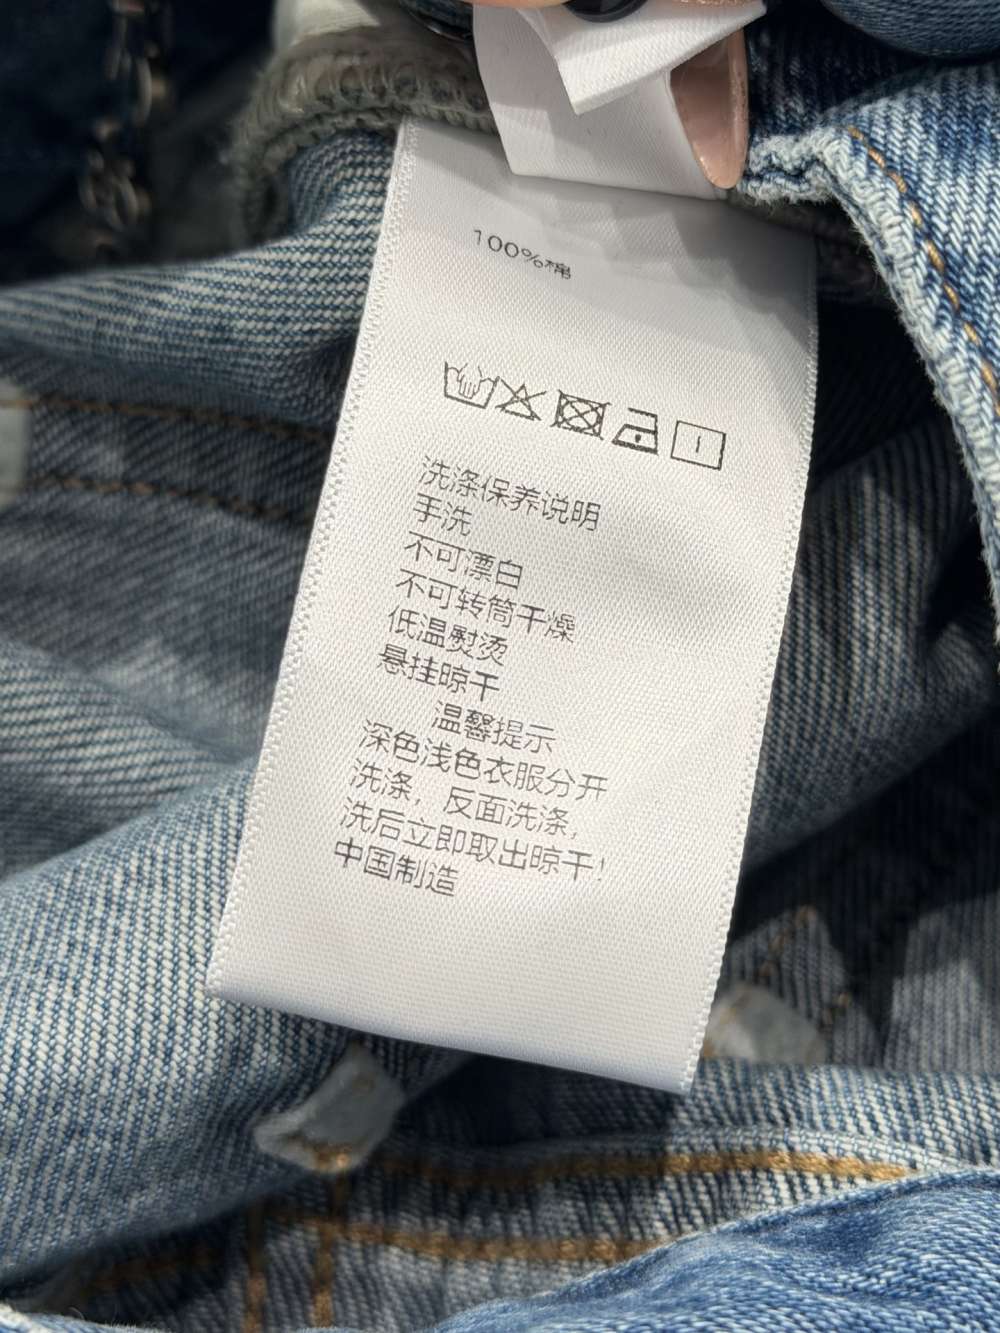 100%棉
洗涤保养说明
手洗
不可漂白
不可转筒干燥
低温熨烫
悬挂晾干
温馨提示
深色浅色衣服分开
洗涤，反面洗涤，
洗后立即取出晾干！
中国制造